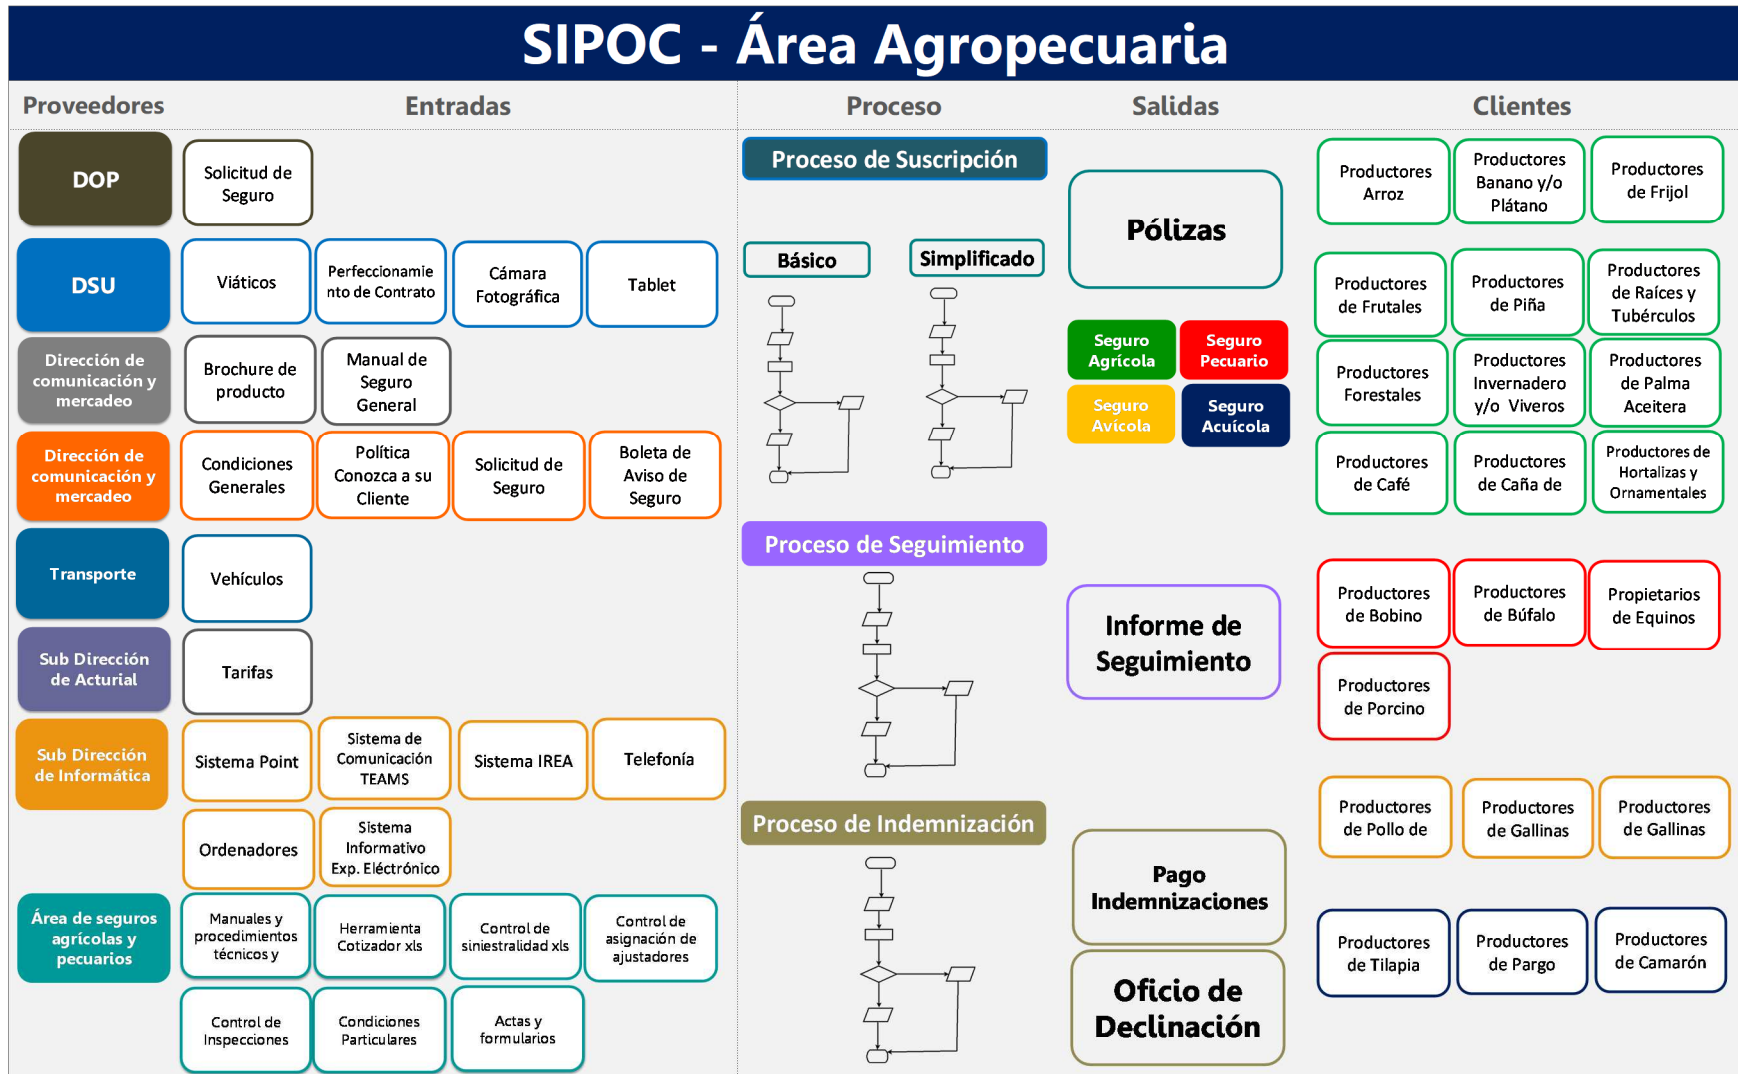 SIPOC - Área Agropecuaria
Proveedores
Entradas
Proceso
Salidas
Clientes
DOP
Solicitud de
Seguro
DSU
Viáticos
Perfeccionamie
nto de Contrato
Cámara
Fotográfica
Tablet
Dirección de
comunicación y
mercadeo
Brochure de
producto
Manual de
Seguro
General
Dirección de
comunicación y
mercadeo
Condiciones
Generales
Política
Conozca a su
Cliente
Solicitud de
Seguro
Boleta de
Aviso de
Seguro
Transporte
Vehículos
Sub Dirección
de Acturial
Tarifas
Sub Dirección
de Informática
Sistema Point
Sistema de
Comunicación
TEAMS
Sistema IREA
Telefonía
Ordenadores
Sistema
Informativo
Exp. Eléctrónico
Área de seguros
agrícolas y
pecuarios
Manuales y
procedimientos
técnicos y
Herramienta
Cotizador xls
Control de
siniestralidad xls
Control de
asignación de
ajustadores
Control de
Inspecciones
Condiciones
Particulares
Actas y
formularios
Proceso de Suscripción
Básico
Simplificado
Proceso de Seguimiento
Proceso de Indemnización
Pólizas
Seguro
Agrícola
Seguro
Pecuario
Seguro
Avícola
Seguro
Acuícola
Informe de
Seguimiento
Pago
Indemnizaciones
Oficio de
Declinación
Productores
Arroz
Productores
Banano y/o
Plátano
Productores
de Frijol
Productores
de Frutales
Productores
de Piña
Productores
de Raíces y
Tubérculos
Productores
Forestales
Productores
Invernadero
y/o Viveros
Productores
de Palma
Aceitera
Productores
de Café
Productores
de Caña de
Productores de
Hortalizas y
Ornamentales
Productores
de Bobino
Productores
de Búfalo
Propietarios
de Equinos
Productores
de Porcino
Productores
de Pollo de
Productores
de Gallinas
Productores
de Gallinas
Productores
de Tilapia
Productores
de Pargo
Productores
de Camarón